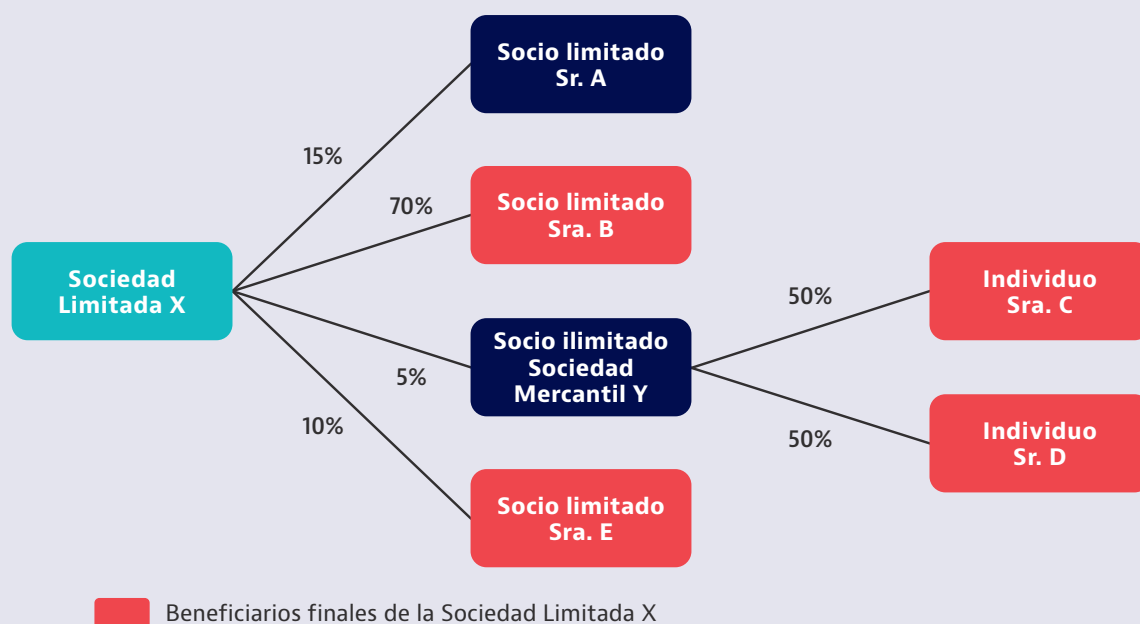 Socio limitado
Sr. A
15%
70%
Socio limitado
Sra. B
Sociedad
Limitada X
50%
Individuo
Sra. C
Socio ilimitado
Sociedad
Mercantil Y
5%
10%
50%
Individuo
Sr. D
Socio limitado
Sra. E
Beneficiarios finales de la Sociedad Limitada X